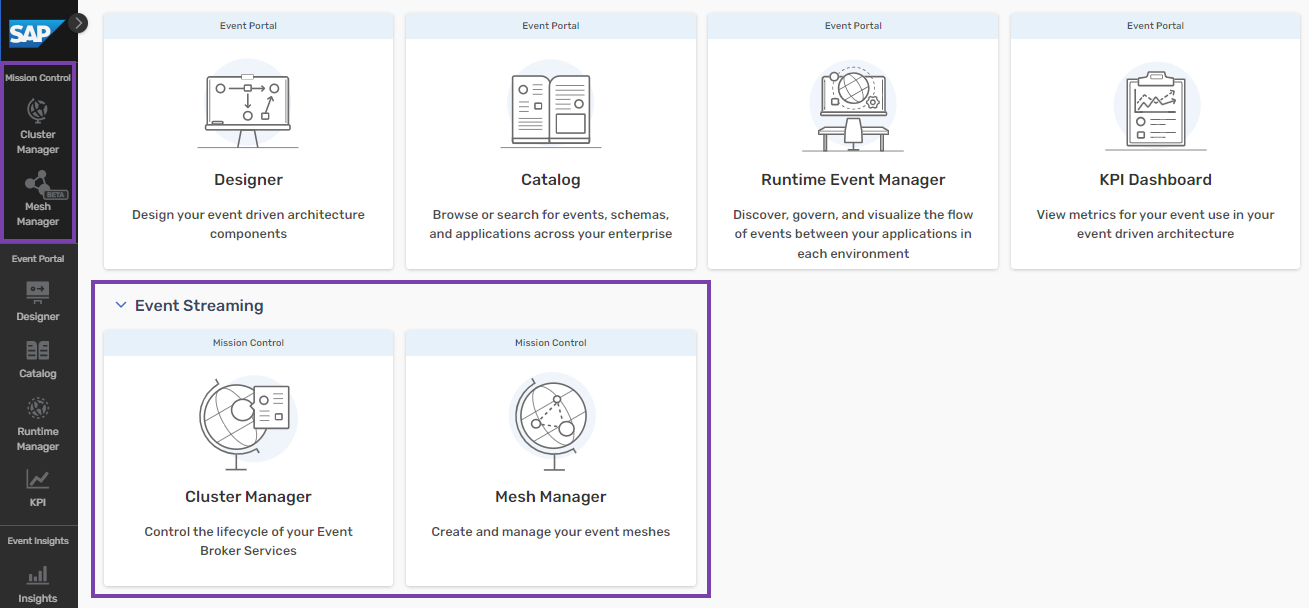 SAP
Mission Control
Cluster
Manager
BETA
Mesh
Manager
Event Portal
Designer
Catalog
Runtime
Manager
KPI
Event Insights
Insights
Event Portal
Designer
Design your event driven architecture
components
Event Portal
Catalog
Browse or search for events, schemas,
and applications across your enterprise
Event Portal
Runtime Event Manager
Discover, govern, and visualize the flow
of events between your applications in
each environment
Event Portal
KPI Dashboard
View metrics for your event use in your
event driven architecture
Event Streaming
Mission Control
Cluster Manager
Control the lifecycle of your Event
Broker Services
Mission Control
Mesh Manager
Create and manage your event meshes